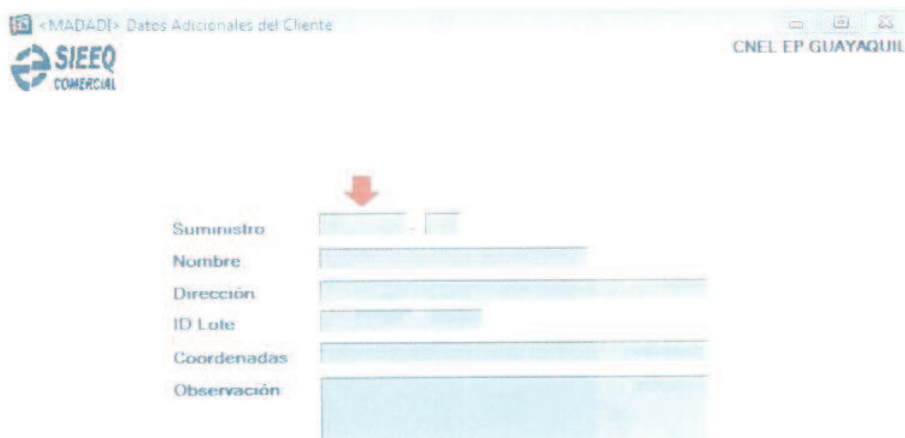 <MADADI> Datos Adicionales del Cliente
SIEEQ
COMERCIAL
CNEL EP GUAYAQUIL
Suministro
-
Nombre
Dirección
ID Lote
Coordenadas
Observación